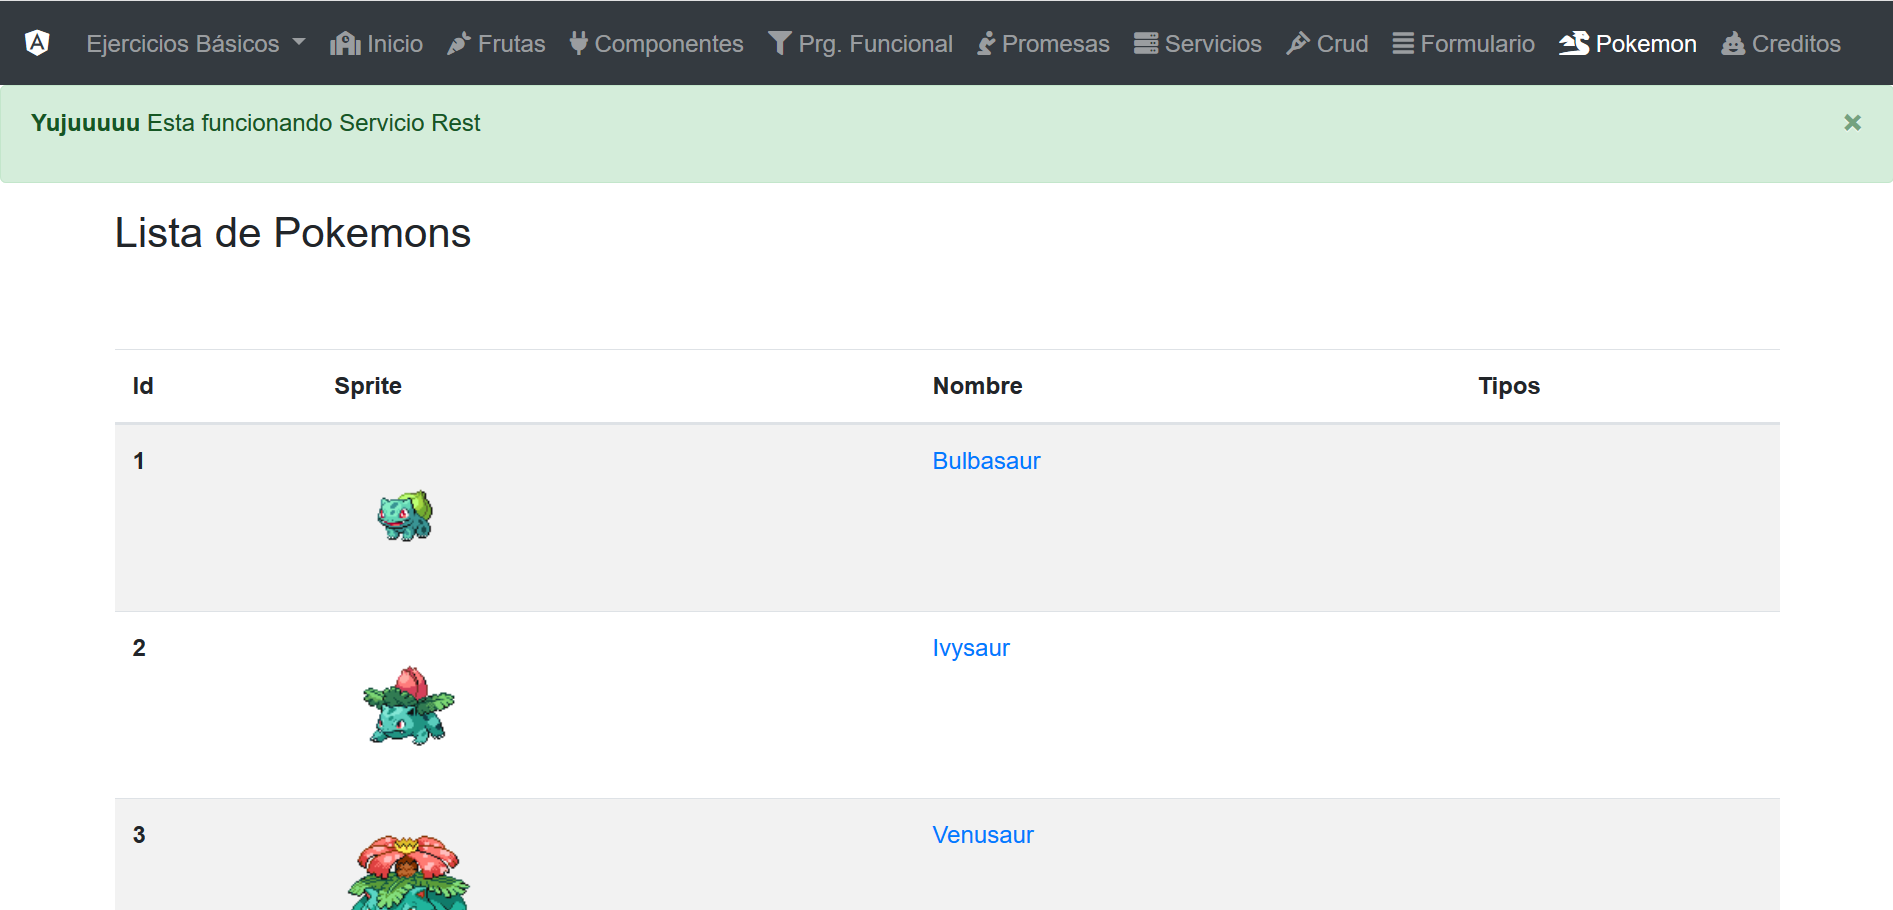 Ejercicios Básicos Inicio Frutas Componentes Prg. Funcional Promesas Servicios Crud Formulario Pokemon Creditos
Yujuuuuu Esta funcionando Servicio Rest ×
Lista de Pokemons
Id Sprite Nombre Tipos
1 Bulbasaur
2 Ivysaur
3 Venusaur